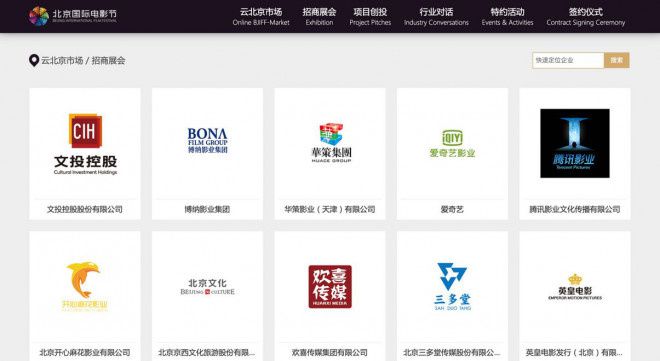 北京国际电影节
BEIJING INTERNATIONAL FILM FESTIVAL
云北京市场 招商展会 项目创投 行业对话 特约活动 签约仪式
Online BJIFF-Market Exhibition Project Pitches Industry Conversations Events & Activities Contract Signing Ceremony
云北京市场 / 招商展会
快速定位企业 搜索
CIH
文投控股
Cultural Investment Holdings
文投控股股份有限公司
BONA
FILM GROUP
博纳影业集团
博纳影业集团
華策集團
HUACE GROUP
华策影业（天津）有限公司
iQIYI
爱奇艺影业
爱奇艺
腾讯影业
Tencent Pictures
腾讯影业文化传播有限公司
开心麻花影业
北京开心麻花影业有限公司
北京文化
BEIJING CULTURE
北京京西文化旅游股份有限...
欢喜传媒
HUANXI MEDIA
欢喜传媒集团有限公司
三多堂
SAN DUO TANG
北京三多堂传媒股份有限公...
英皇电影
EMPEROR MOTION PICTURES
英皇电影发行（北京）有限...